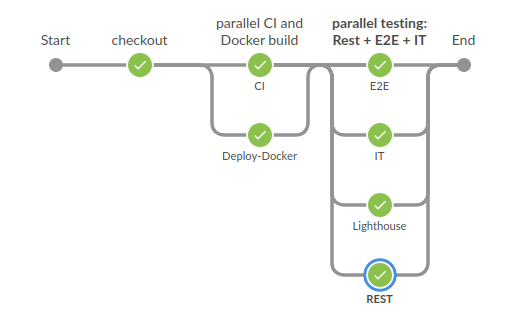 Start
checkout
parallel CI and
Docker build
parallel testing:
Rest + E2E + IT
End
CI
E2E
Deploy-Docker
IT
Lighthouse
REST